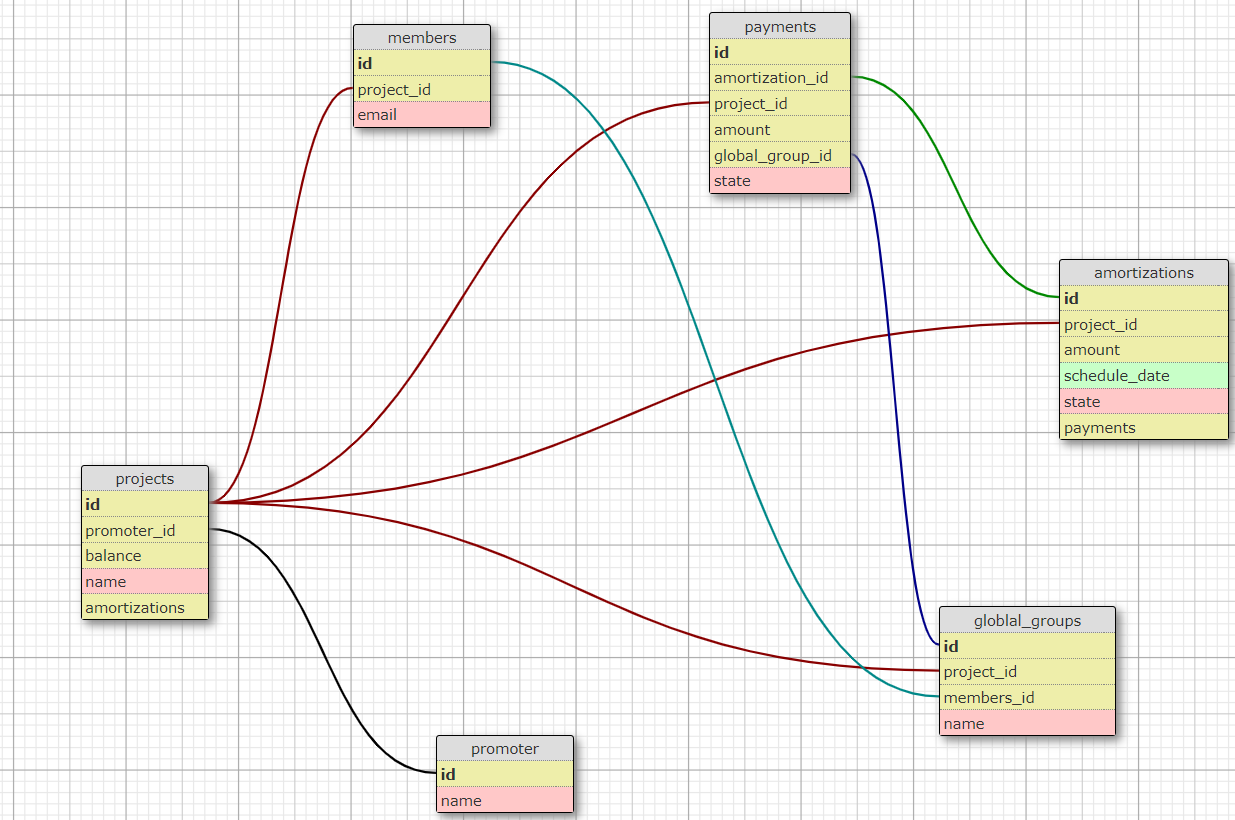 members
id
project_id
email
payments
id
amortization_id
project_id
amount
global_group_id
state
amortizations
id
project_id
amount
schedule_date
state
payments
projects
id
promoter_id
balance
name
amortizations
globlal_groups
id
project_id
members_id
name
promoter
id
name